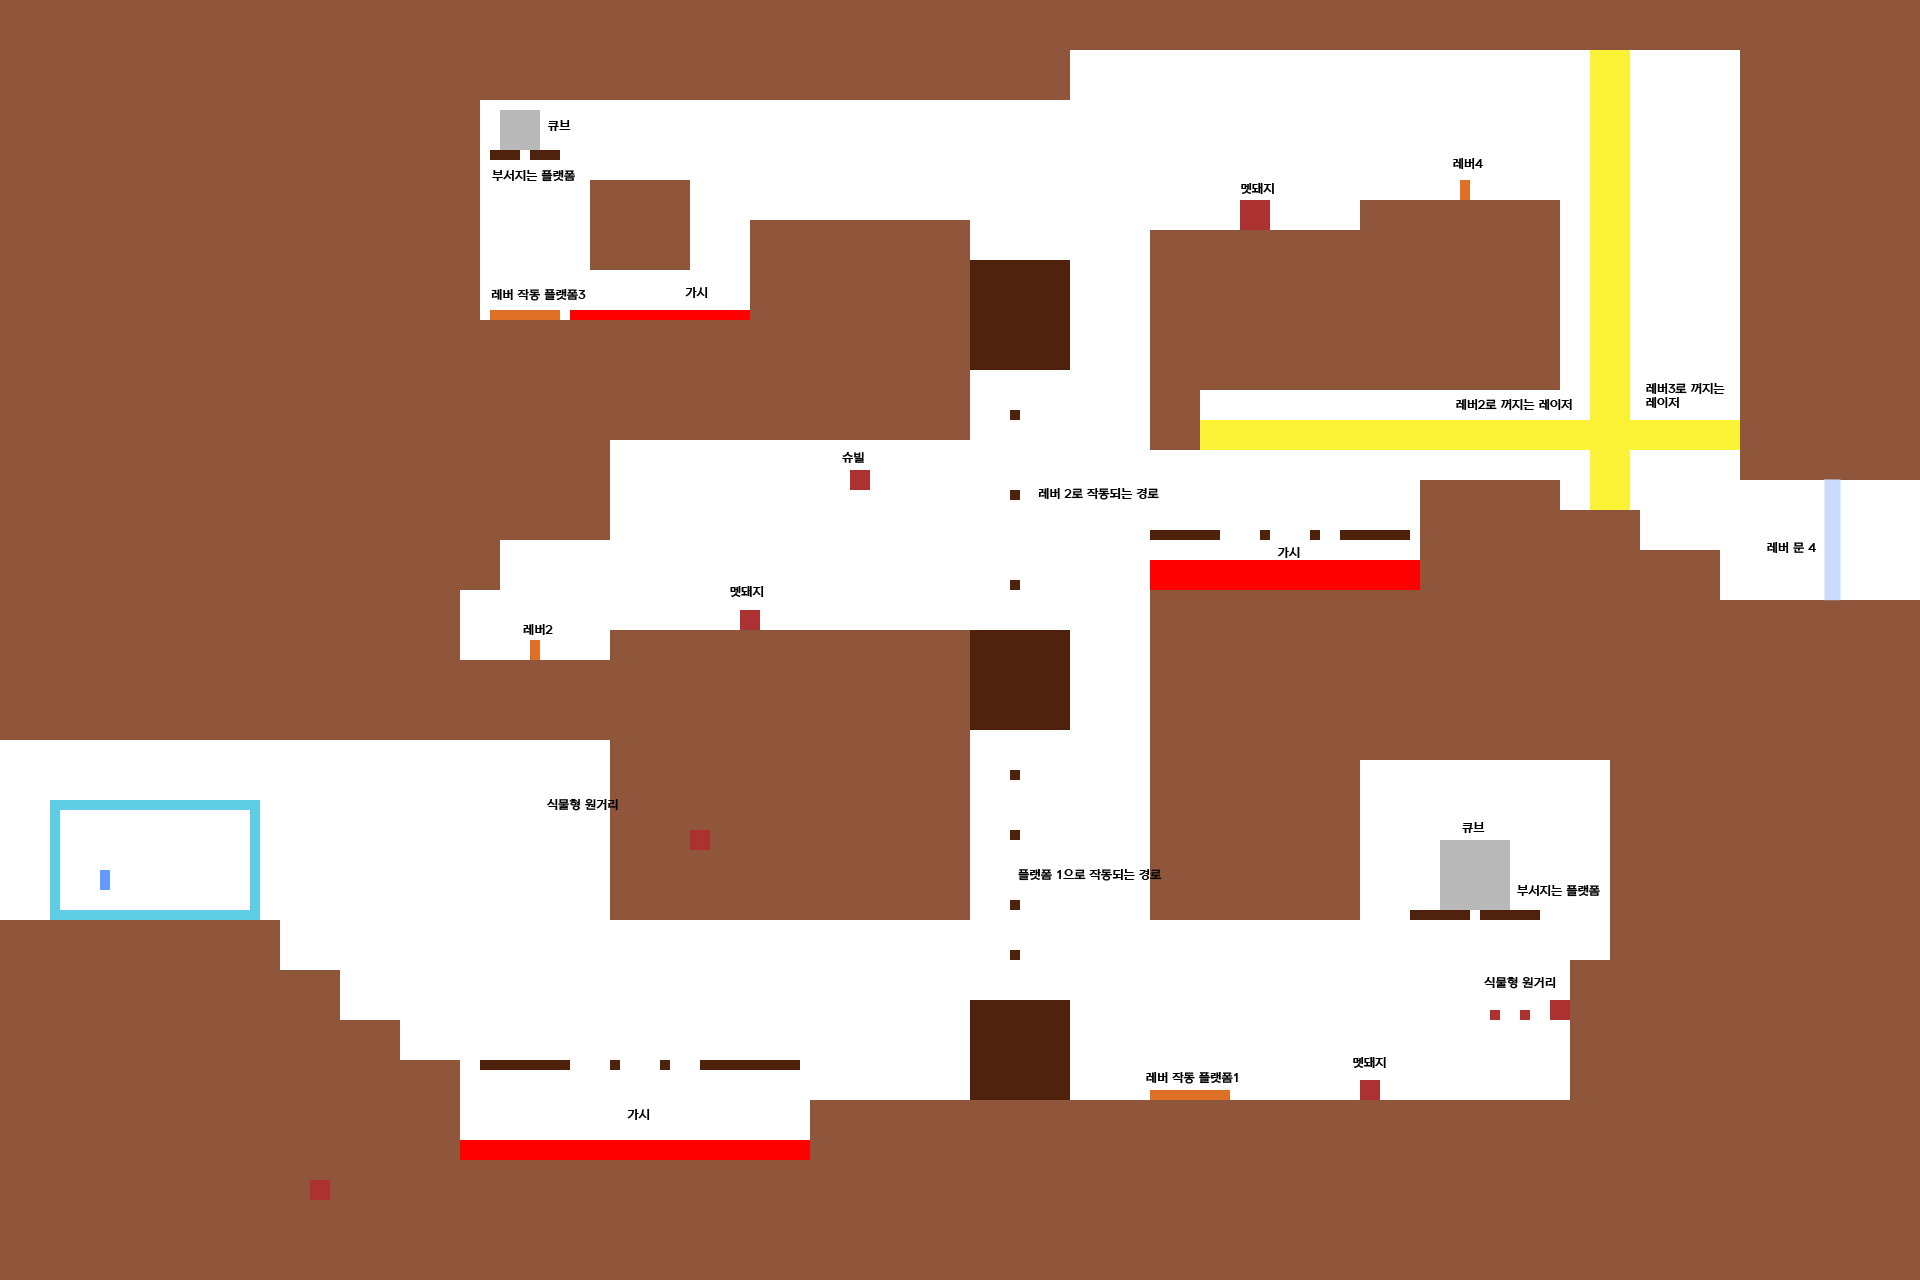 큐브
레버4
부서지는 플랫폼
멧돼지
레버 작동 플랫폼3
가시
레버3로 꺼지는
레이저
레버2로 꺼지는 레이저
슈빌
레버 2로 작동되는 경로
가시
레버 문 4
멧돼지
레버2
식물형 원거리
큐브
플랫폼 1으로 작동되는 경로
부서지는 플랫폼
식물형 원거리
멧돼지
레버 작동 플랫폼1
가시